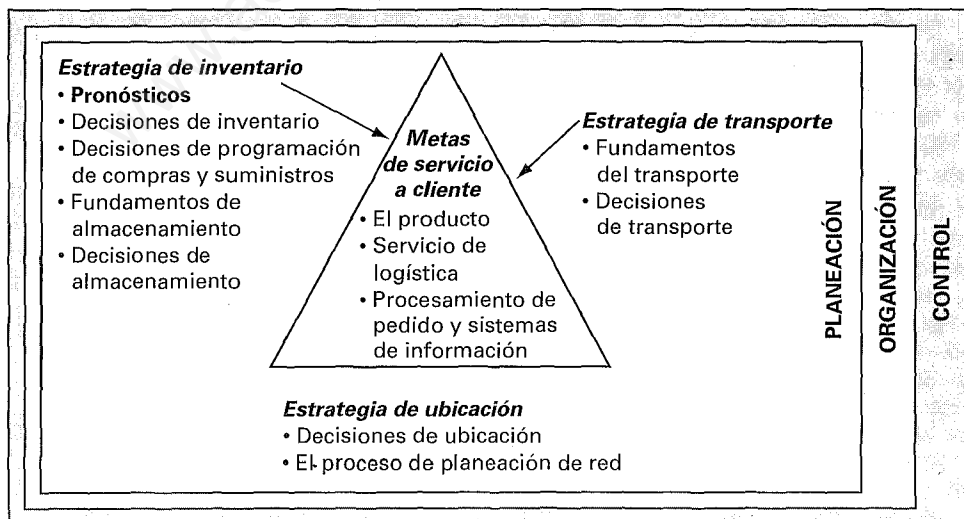 Estrategia de inventario
• Pronósticos
• Decisiones de inventario
• Decisiones de programación
de compras y suministros
• Fundamentos de
almacenamiento
• Decisiones de
almacenamiento
Metas
de servicio
a cliente
• El producto
• Servicio de
logística
• Procesamiento de
pedido y sistemas
de información
Estrategia de transporte
• Fundamentos
del transporte
• Decisiones
de transporte
Estrategia de ubicación
• Decisiones de ubicación
• El proceso de planeación de red
PLANEACIÓN
ORGANIZACIÓN
CONTROL